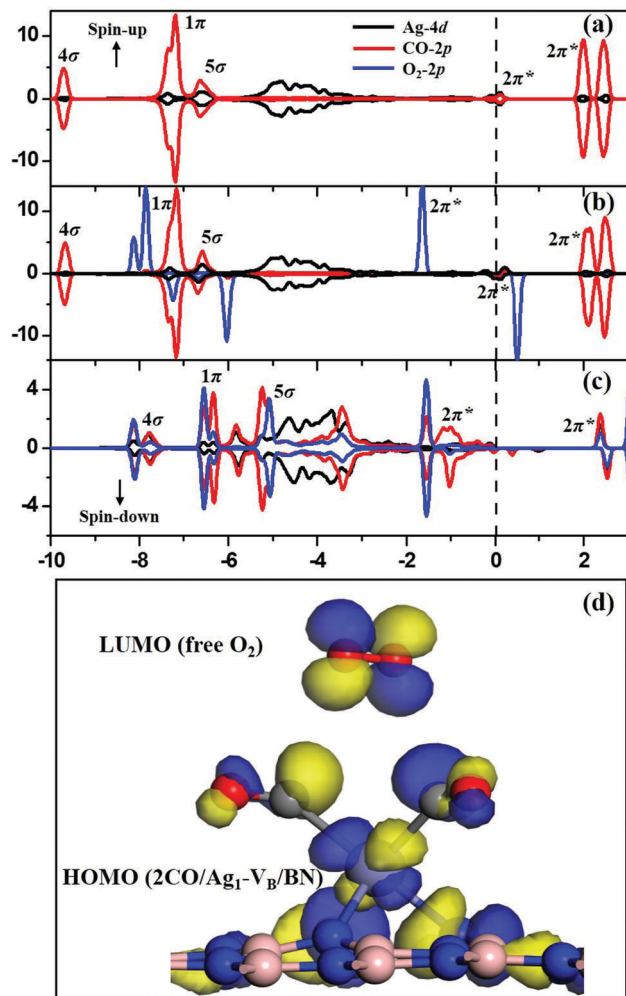 (a)
Spin-up
4σ
1π
5σ
2π*
2π*
Ag-4d
CO-2p
O₂-2p
10
0
10
(b)
4σ
1π
5σ
2π*
2π*
2π*
10
0
10
(c)
4σ
1π
5σ
2π*
2π*
4
0
-4
Spin-down
-10 -8 -6 -4 -2 0 2
(d)
LUMO (free O₂)
HOMO (2CO/Ag₁-V_B/BN)